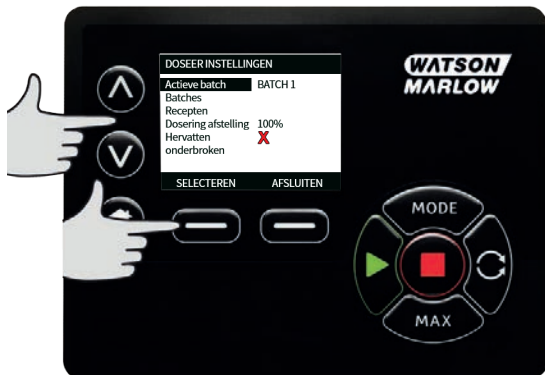 WATSON
MARLOW
DOSEER INSTELLINGEN
Actieve batch BATCH 1
Batches
Recepten
Dosering afstelling 100%
Hervatten X
onderbroken
SELECTEREN AFSLUITEN
MODE
MAX